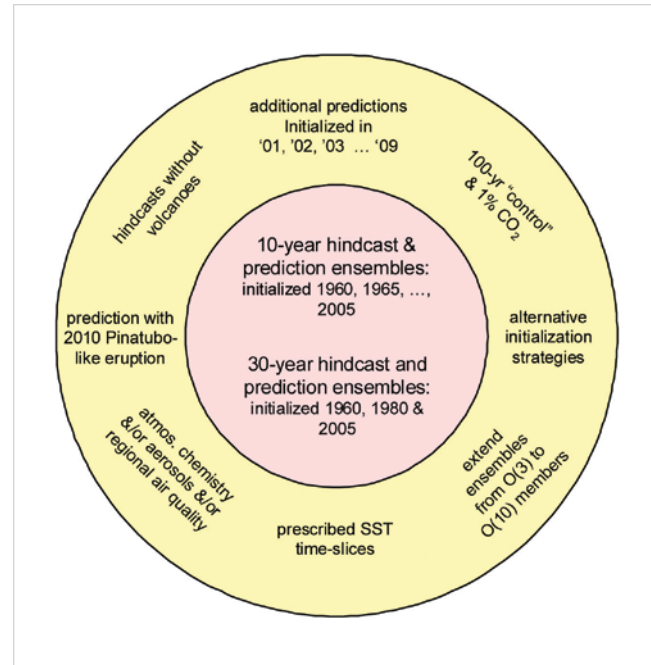 additional predictions
Initialized in
‘01, ’02, ’03 … ‘09
100-yr “control”
& 1% CO₂
alternative
initialization
strategies
extend
ensembles
from O(3) to
O(10) members
prescribed SST
time-slices
atmos. chemistry
&/or aerosols &/or
regional air quality
prediction with
2010 Pinatubo-
like eruption
hindcasts without
volcanoes
10-year hindcast &
prediction ensembles:
initialized 1960, 1965, …,
2005
30-year hindcast and
prediction ensembles:
initialized 1960, 1980 &
2005